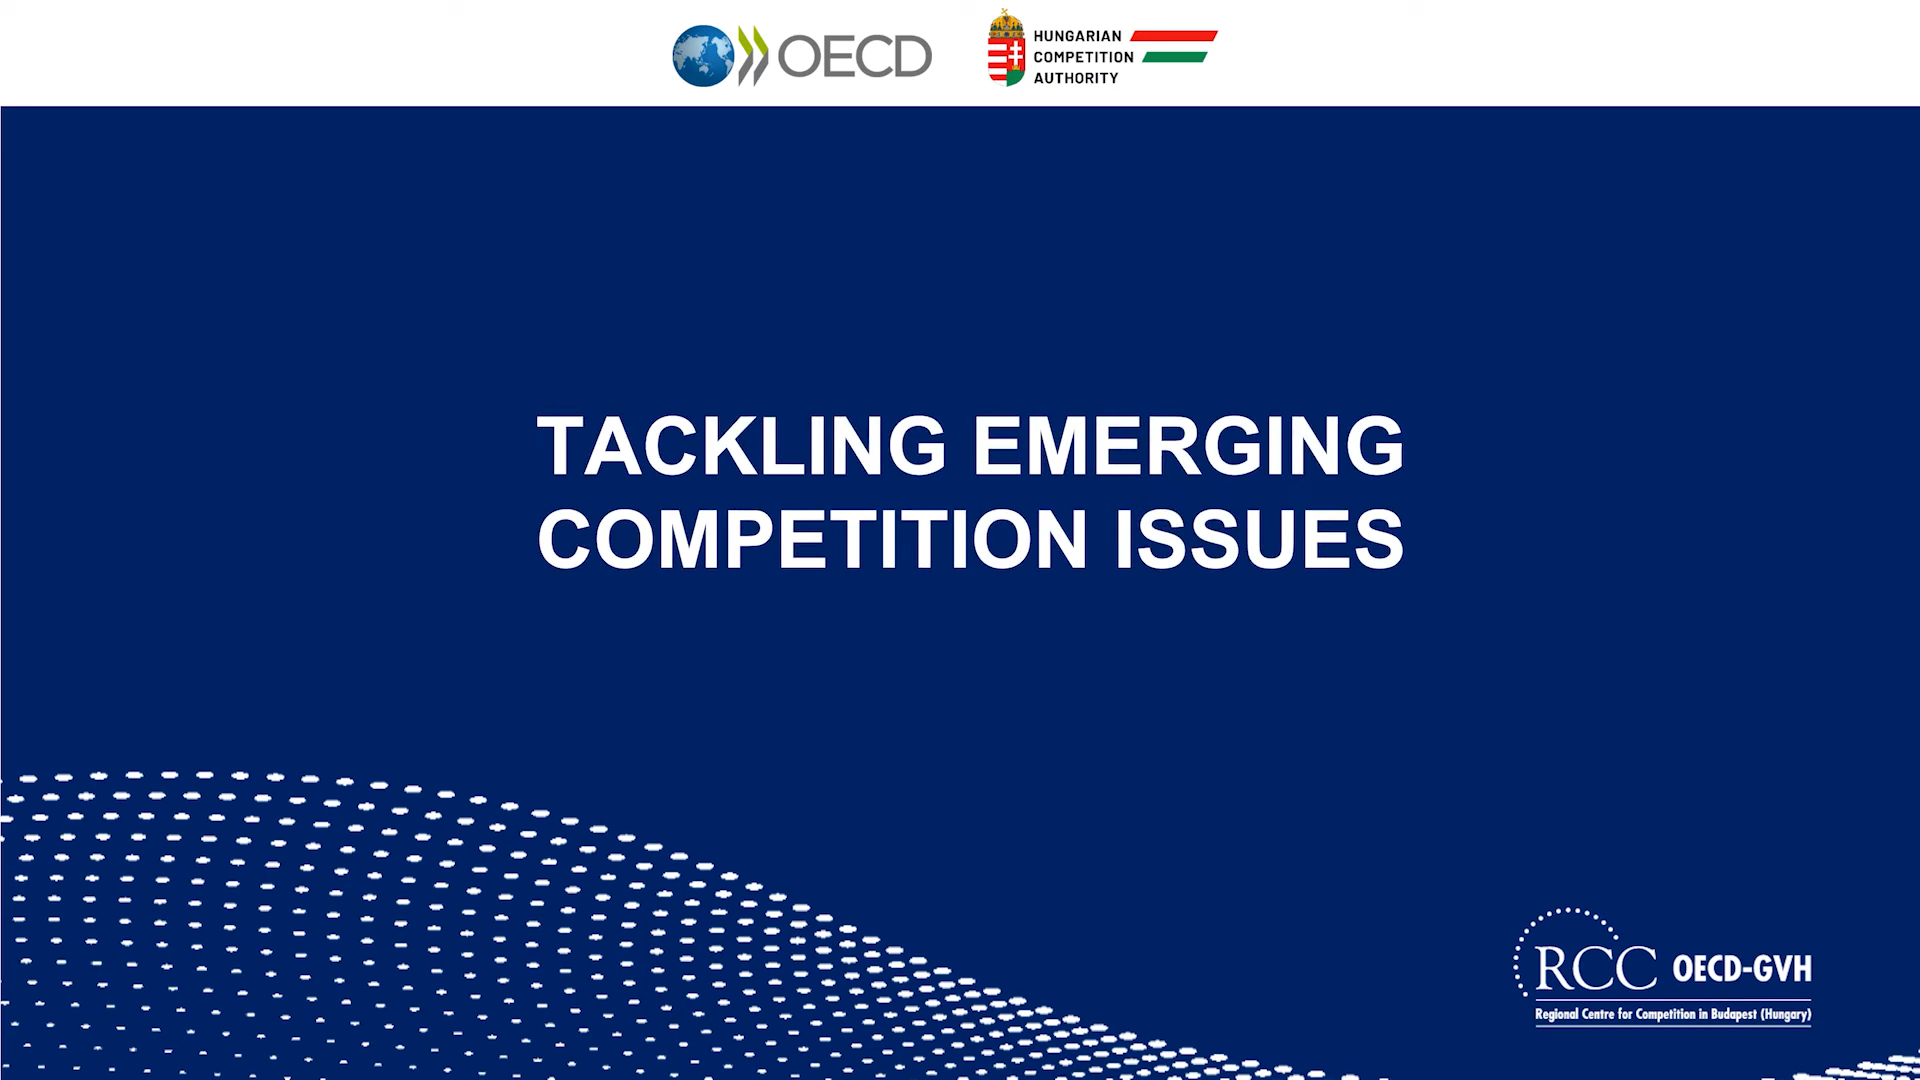 OECD
HUNGARIAN
COMPETITION
AUTHORITY
TACKLING EMERGING
COMPETITION ISSUES
RCC OECD-GVH
Regional Centre for Competition in Budapest (Hungary)